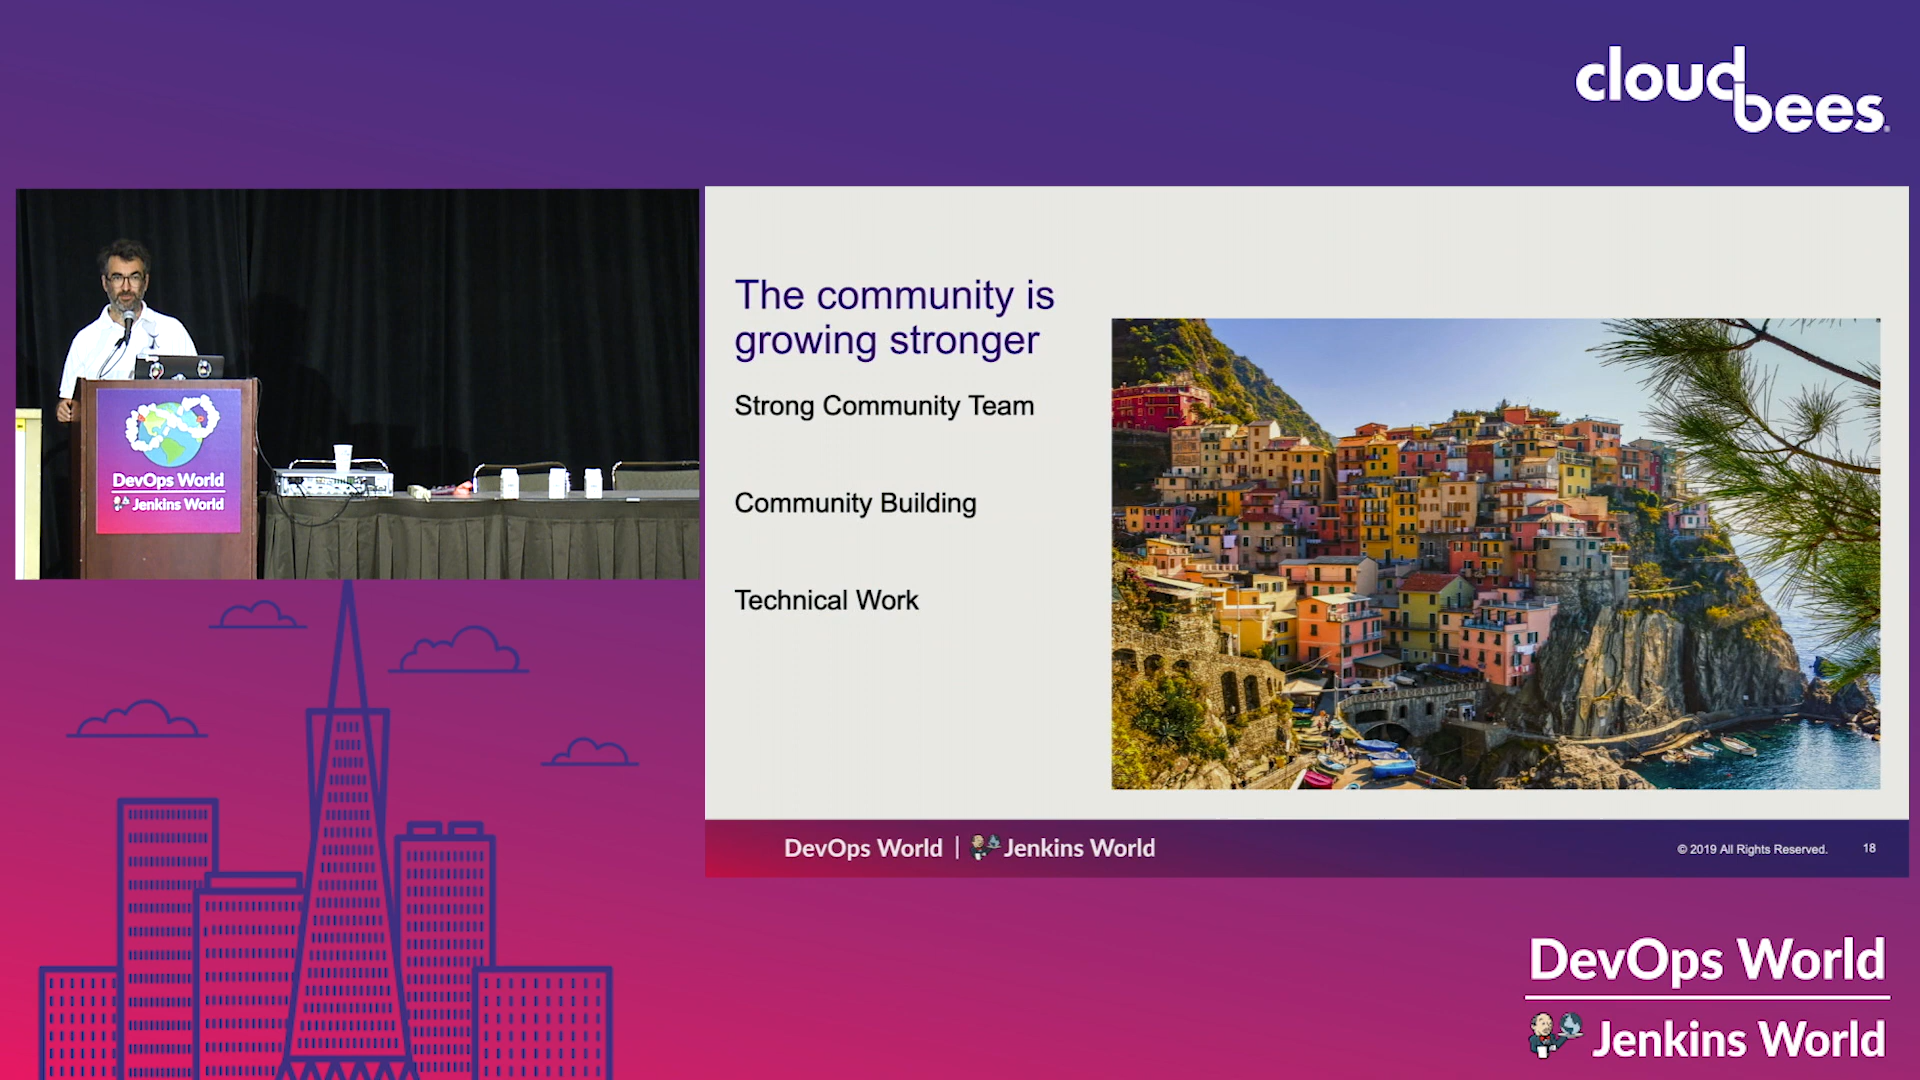 cloudbees
DevOps World
Jenkins World
The community is
growing stronger
Strong Community Team
Community Building
Technical Work
DevOps World | Jenkins World
© 2019 All Rights Reserved.
18
DevOps World
Jenkins World